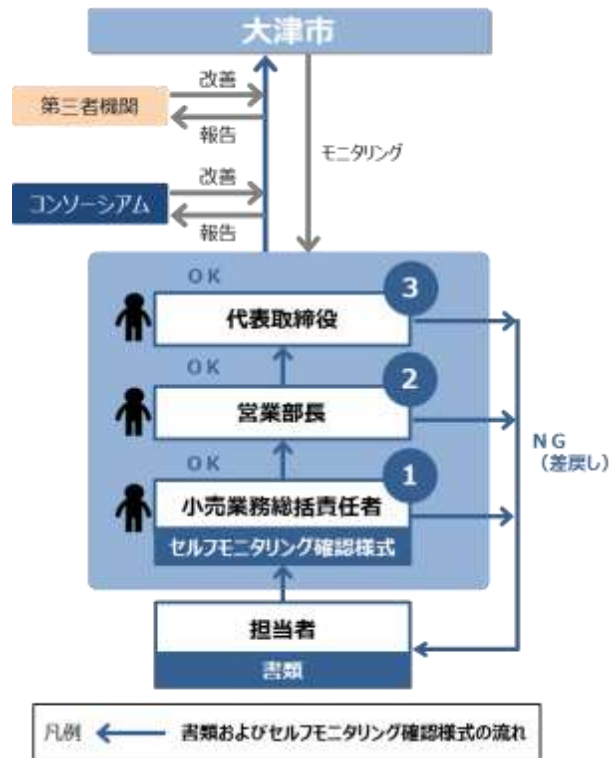 大津市
改善
第三者機関
報告
モニタリング
改善
コンソーシアム
報告
OK
3
代表取締役
OK
2
営業部長
NG
(差戻し)
OK
1
小売業務総括責任者
セルフモニタリング確認様式
担当者
書類
凡例 書類およびセルフモニタリング確認様式の流れ